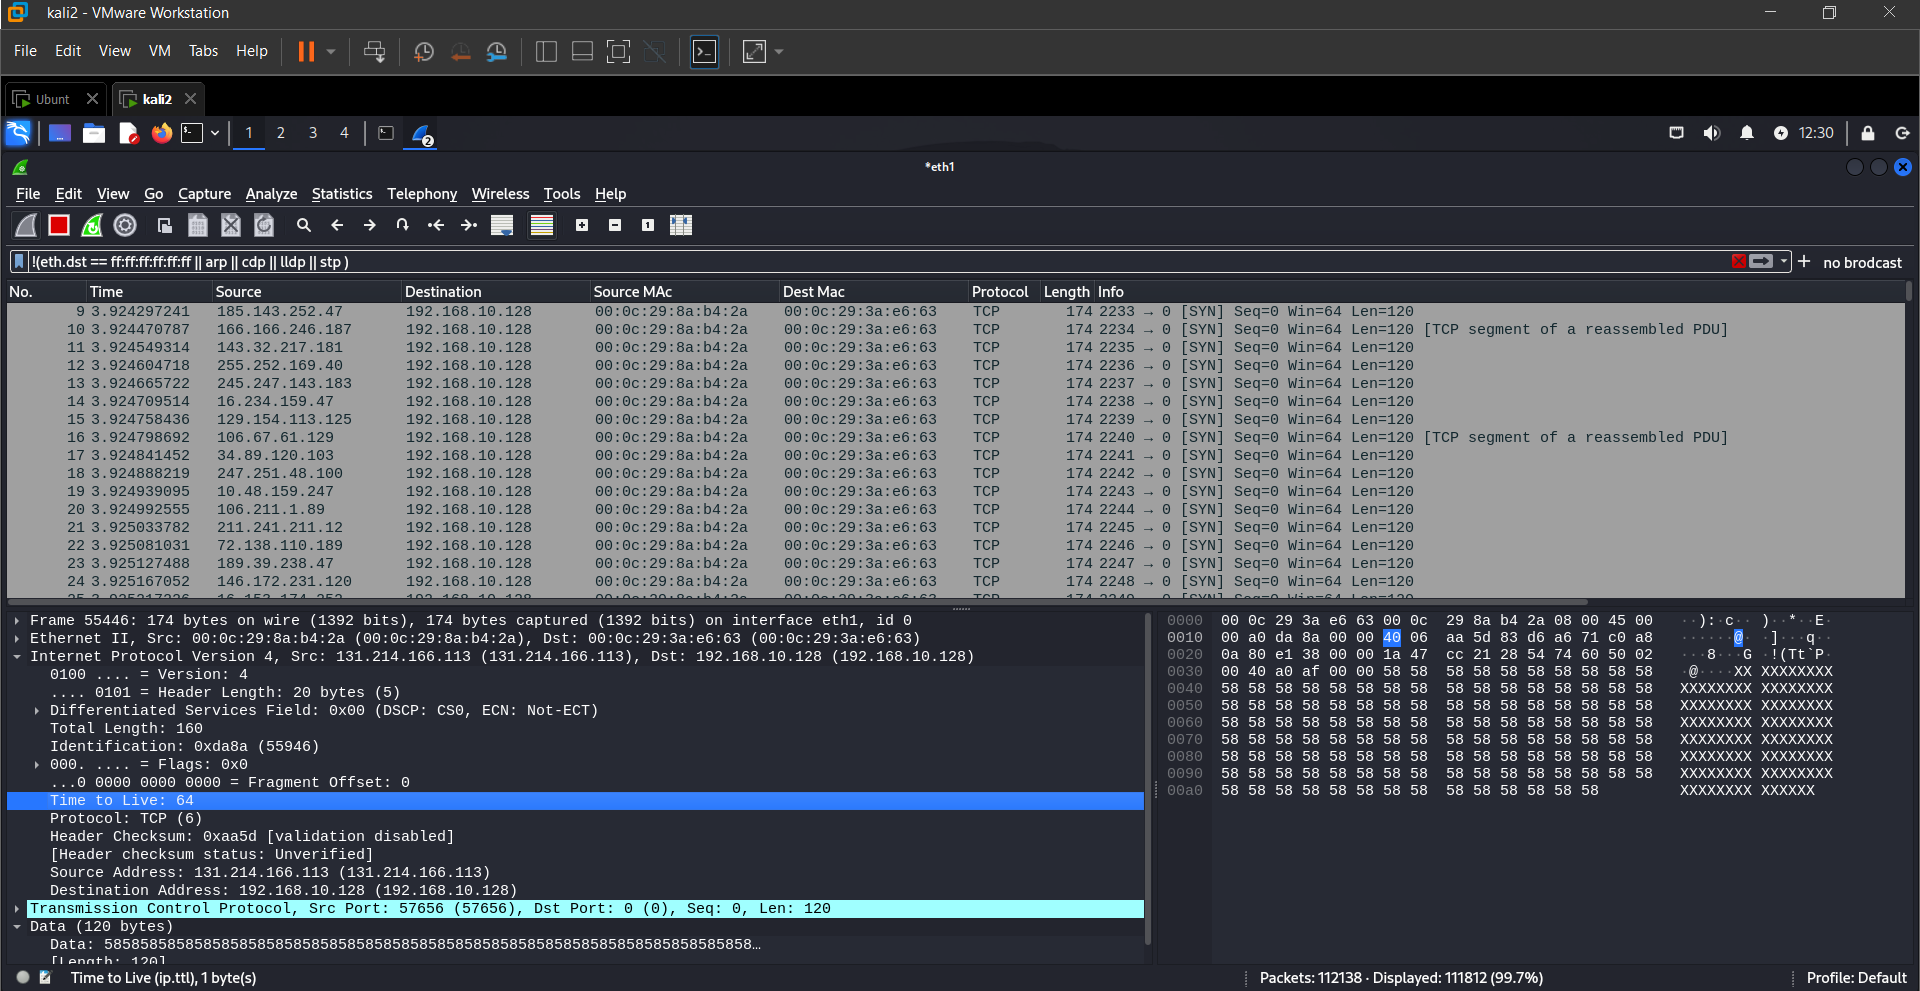 kali2 - VMware Workstation
File Edit View VM Tabs Help
Ubunt kali2
1 2 3 4 2 12:30
*eth1
File Edit View Go Capture Analyze Statistics Telephony Wireless Tools Help
!(eth.dst == ff:ff:ff:ff:ff:ff || arp || cdp || lldp || stp ) no brodcast
No. Time Source Destination Source MAc Dest Mac Protocol Length Info
9 3.924297241 185.143.252.47 192.168.10.128 00:0c:29:8a:b4:2a 00:0c:29:3a:e6:63 TCP 174 2233 → 0 [SYN] Seq=0 Win=64 Len=120
10 3.924470787 166.166.246.187 192.168.10.128 00:0c:29:8a:b4:2a 00:0c:29:3a:e6:63 TCP 174 2234 → 0 [SYN] Seq=0 Win=64 Len=120 [TCP segment of a reassembled PDU]
11 3.924549314 143.32.217.181 192.168.10.128 00:0c:29:8a:b4:2a 00:0c:29:3a:e6:63 TCP 174 2235 → 0 [SYN] Seq=0 Win=64 Len=120
12 3.924604718 255.252.169.40 192.168.10.128 00:0c:29:8a:b4:2a 00:0c:29:3a:e6:63 TCP 174 2236 → 0 [SYN] Seq=0 Win=64 Len=120
13 3.924665722 245.247.143.183 192.168.10.128 00:0c:29:8a:b4:2a 00:0c:29:3a:e6:63 TCP 174 2237 → 0 [SYN] Seq=0 Win=64 Len=120
14 3.924709514 16.234.159.47 192.168.10.128 00:0c:29:8a:b4:2a 00:0c:29:3a:e6:63 TCP 174 2238 → 0 [SYN] Seq=0 Win=64 Len=120
15 3.924758436 129.154.113.125 192.168.10.128 00:0c:29:8a:b4:2a 00:0c:29:3a:e6:63 TCP 174 2239 → 0 [SYN] Seq=0 Win=64 Len=120
16 3.924798692 106.67.61.129 192.168.10.128 00:0c:29:8a:b4:2a 00:0c:29:3a:e6:63 TCP 174 2240 → 0 [SYN] Seq=0 Win=64 Len=120 [TCP segment of a reassembled PDU]
17 3.924841452 34.89.120.103 192.168.10.128 00:0c:29:8a:b4:2a 00:0c:29:3a:e6:63 TCP 174 2241 → 0 [SYN] Seq=0 Win=64 Len=120
18 3.924888219 247.251.48.100 192.168.10.128 00:0c:29:8a:b4:2a 00:0c:29:3a:e6:63 TCP 174 2242 → 0 [SYN] Seq=0 Win=64 Len=120
19 3.924939095 10.48.159.247 192.168.10.128 00:0c:29:8a:b4:2a 00:0c:29:3a:e6:63 TCP 174 2243 → 0 [SYN] Seq=0 Win=64 Len=120
20 3.924992555 106.211.1.89 192.168.10.128 00:0c:29:8a:b4:2a 00:0c:29:3a:e6:63 TCP 174 2244 → 0 [SYN] Seq=0 Win=64 Len=120
21 3.925033782 211.241.211.12 192.168.10.128 00:0c:29:8a:b4:2a 00:0c:29:3a:e6:63 TCP 174 2245 → 0 [SYN] Seq=0 Win=64 Len=120
22 3.925081031 72.138.110.189 192.168.10.128 00:0c:29:8a:b4:2a 00:0c:29:3a:e6:63 TCP 174 2246 → 0 [SYN] Seq=0 Win=64 Len=120
23 3.925127488 189.39.238.47 192.168.10.128 00:0c:29:8a:b4:2a 00:0c:29:3a:e6:63 TCP 174 2247 → 0 [SYN] Seq=0 Win=64 Len=120
24 3.925167052 146.172.231.120 192.168.10.128 00:0c:29:8a:b4:2a 00:0c:29:3a:e6:63 TCP 174 2248 → 0 [SYN] Seq=0 Win=64 Len=120
Frame 55446: 174 bytes on wire (1392 bits), 174 bytes captured (1392 bits) on interface eth1, id 0
Ethernet II, Src: 00:0c:29:8a:b4:2a (00:0c:29:8a:b4:2a), Dst: 00:0c:29:3a:e6:63 (00:0c:29:3a:e6:63)
Internet Protocol Version 4, Src: 131.214.166.113 (131.214.166.113), Dst: 192.168.10.128 (192.168.10.128)
0100 .... = Version: 4
.... 0101 = Header Length: 20 bytes (5)
Differentiated Services Field: 0x00 (DSCP: CS0, ECN: Not-ECT)
Total Length: 160
Identification: 0xda8a (55946)
000. .... = Flags: 0x0
...0 0000 0000 0000 = Fragment Offset: 0
Time to Live: 64
Protocol: TCP (6)
Header Checksum: 0xaa5d [validation disabled]
[Header checksum status: Unverified]
Source Address: 131.214.166.113 (131.214.166.113)
Destination Address: 192.168.10.128 (192.168.10.128)
Transmission Control Protocol, Src Port: 57656 (57656), Dst Port: 0 (0), Seq: 0, Len: 120
Data (120 bytes)
Data: 585858585858585858585858585858585858585858585858585858585858585858585858…
[Length: 120]
0000 00 0c 29 3a e6 63 00 0c 29 8a b4 2a 08 00 45 00 ··):·c·· )··*··E·
0010 00 a0 da 8a 00 00 40 06 aa 5d 83 d6 a6 71 c0 a8 ······@· ·]···q··
0020 0a 80 e1 38 00 00 1a 47 cc 21 28 54 74 60 50 02 ···8···G ·!(Tt`P·
0030 00 40 a0 af 00 00 58 58 58 58 58 58 58 58 58 58 ·@····XX XXXXXXXX
0040 58 58 58 58 58 58 58 58 58 58 58 58 58 58 58 58 XXXXXXXX XXXXXXXX
0050 58 58 58 58 58 58 58 58 58 58 58 58 58 58 58 58 XXXXXXXX XXXXXXXX
0060 58 58 58 58 58 58 58 58 58 58 58 58 58 58 58 58 XXXXXXXX XXXXXXXX
0070 58 58 58 58 58 58 58 58 58 58 58 58 58 58 58 58 XXXXXXXX XXXXXXXX
0080 58 58 58 58 58 58 58 58 58 58 58 58 58 58 58 58 XXXXXXXX XXXXXXXX
0090 58 58 58 58 58 58 58 58 58 58 58 58 58 58 58 58 XXXXXXXX XXXXXXXX
00a0 58 58 58 58 58 58 58 58 58 58 58 58 58 58 XXXXXXXX XXXXXX
Time to Live (ip.ttl), 1 byte(s) Packets: 112138 · Displayed: 111812 (99.7%) Profile: Default